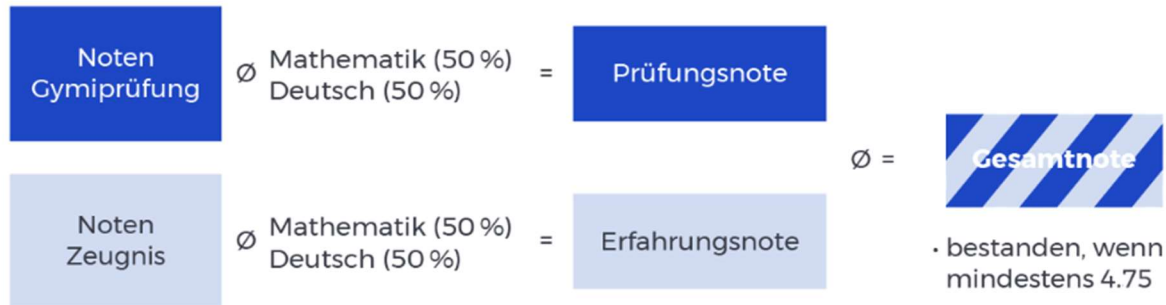 Noten
Gymiprüfung
Ø Mathematik (50 %)
Deutsch (50 %)
=
Prüfungsnote
Noten
Zeugnis
Ø Mathematik (50 %)
Deutsch (50 %)
=
Erfahrungsnote
Ø =
Gesamtnote
· bestanden, wenn
mindestens 4.75